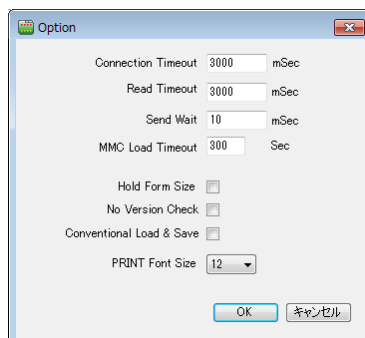 Option
Connection Timeout 3000 mSec
Read Timeout 3000 mSec
Send Wait 10 mSec
MMC Load Timeout 300 Sec
Hold Form Size
No Version Check
Conventional Load & Save
PRINT Font Size 12
OK キャンセル